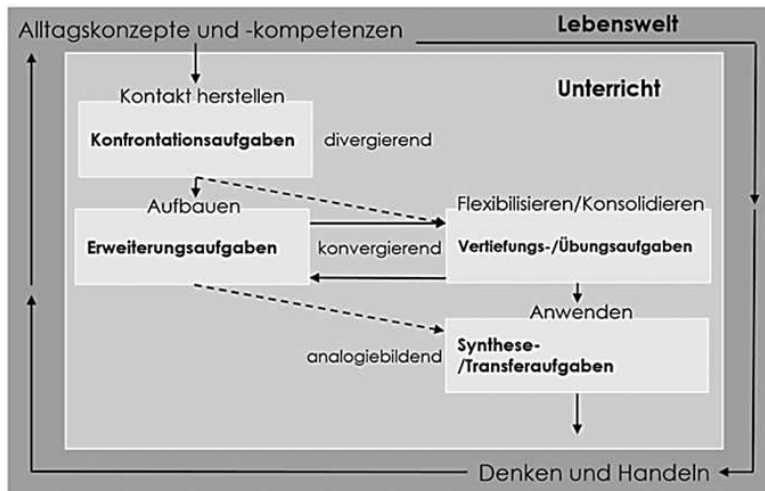 Alltagskonzepte und -kompetenzen
Lebenswelt
Unterricht
Kontakt herstellen
Konfrontationsaufgaben
divergierend
Aufbauen
Flexibilisieren/Konsolidieren
Erweiterungsaufgaben
konvergierend
Vertiefungs-/Übungsaufgaben
Anwenden
analogiebildend
Synthese-
/Transferaufgaben
Denken und Handeln